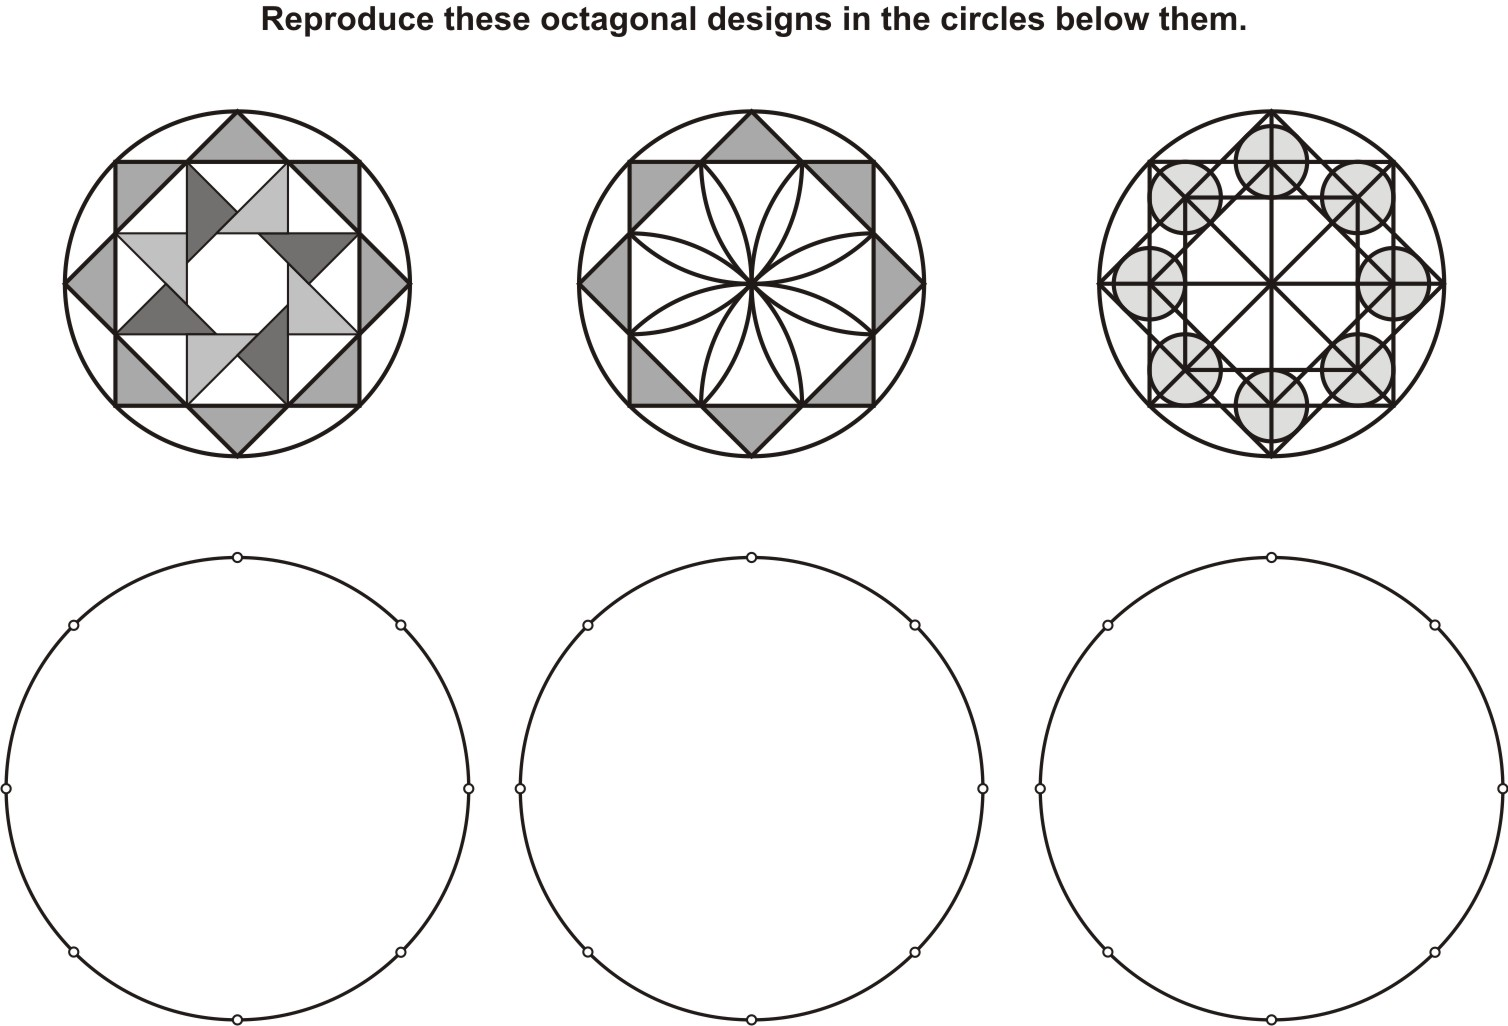 Reproduce these octagonal designs in the circles below them.